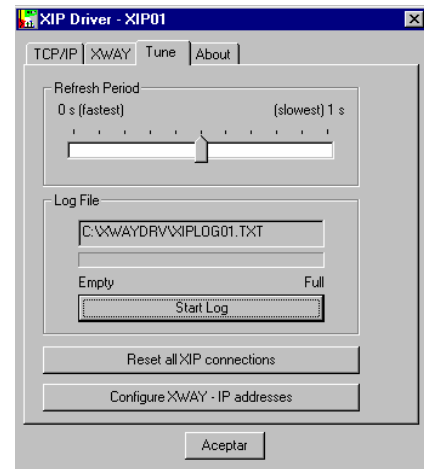 XIP Driver - XIP01
TCP/IP XWAY Tune About
Refresh Period
0 s (fastest) (slowest) 1 s
Log File
C:\XWAYDRV\XIPLOG01.TXT
Empty Full
Start Log
Reset all XIP connections
Configure XWAY - IP addresses
Aceptar